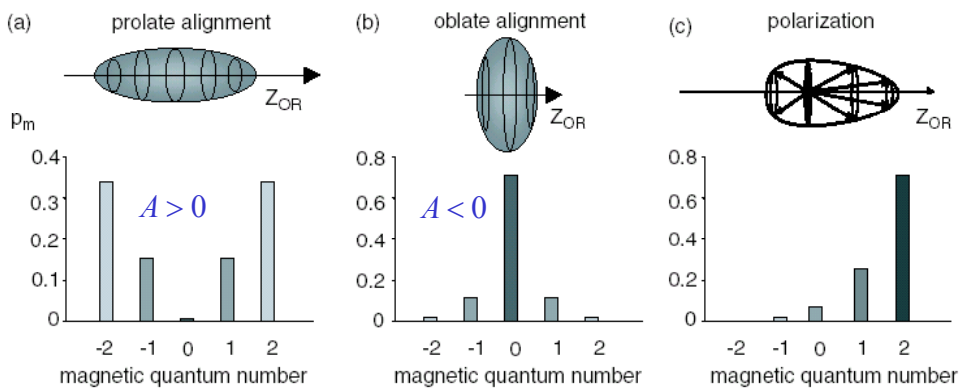 (a) prolate alignment
Z_OR
p_m
0.4
0.3
0.2
0.1
0
A > 0
-2 -1 0 1 2
magnetic quantum number
(b) oblate alignment
Z_OR
0.8
0.6
0.4
0.2
0
A < 0
-2 -1 0 1 2
magnetic quantum number
(c) polarization
Z_OR
0.8
0.6
0.4
0.2
0
-2 -1 0 1 2
magnetic quantum number